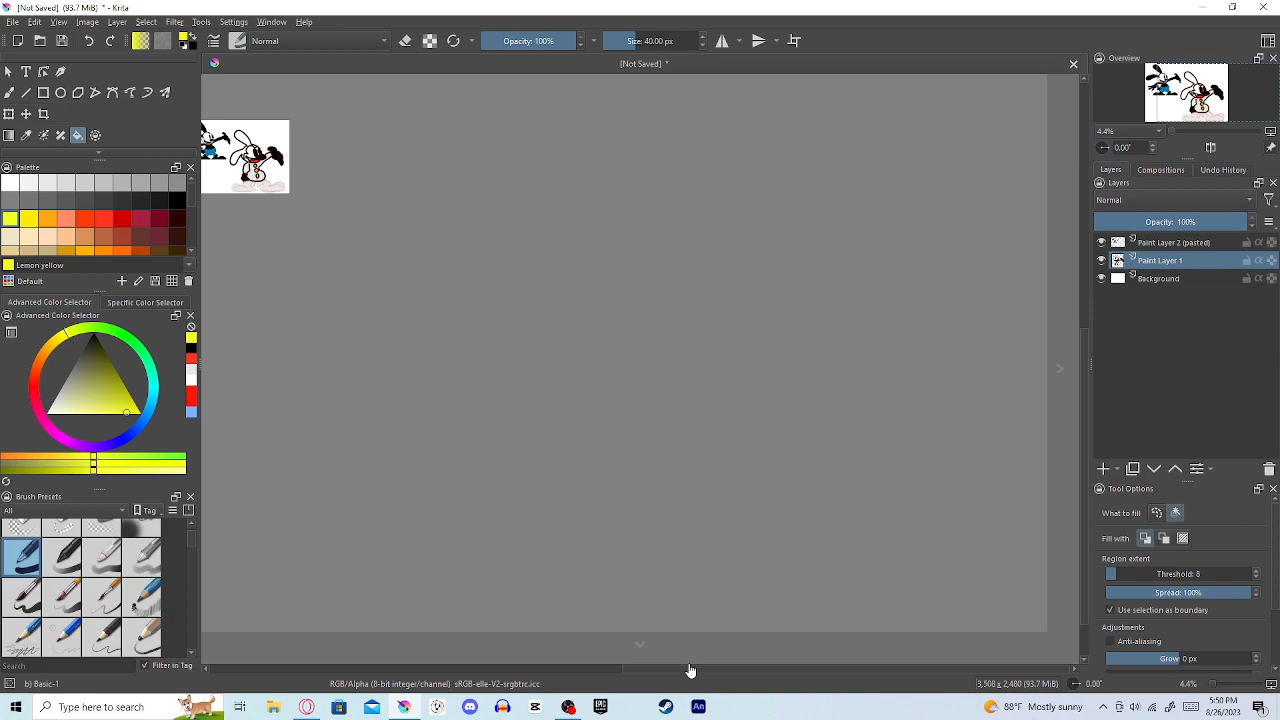 [Not Saved] (93.7 MiB) * - Krita
File Edit View Image Layer Select Filter Tools Settings Window Help
Normal
Opacity: 100%
Size: 40.00 px
[Not Saved] *
Overview
4.4%
0.00°
Layers Compositions Undo History
Layers
Normal
Opacity: 100%
Paint Layer 2 (pasted)
Paint Layer 1
Background
Tool Options
What to fill
Fill with
Region extent
Threshold: 8
Spread: 100%
Use selection as boundary
Adjustments
Anti-aliasing
Grow: 0 px
Palette
Lemon yellow
Default
Advanced Color Selector Specific Color Selector
Advanced Color Selector
Brush Presets
All
Tag
Search
Filter in Tag
b) Basic-1
RGB/Alpha (8-bit integer/channel) sRGB-elle-V2-srgbtrc.icc
3,508 x 2,480 (93.7 MiB)
0.00°
4.4%
Type here to search
EPIC
An
88°F Mostly sunny
5:50 PM
8/26/2023